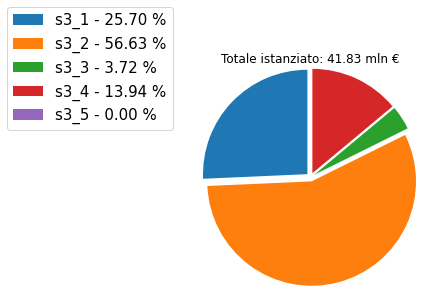 s3_1 - 25.70 %
s3_2 - 56.63 %
s3_3 - 3.72 %
s3_4 - 13.94 %
s3_5 - 0.00 %
Totale istanziato: 41.83 mln €